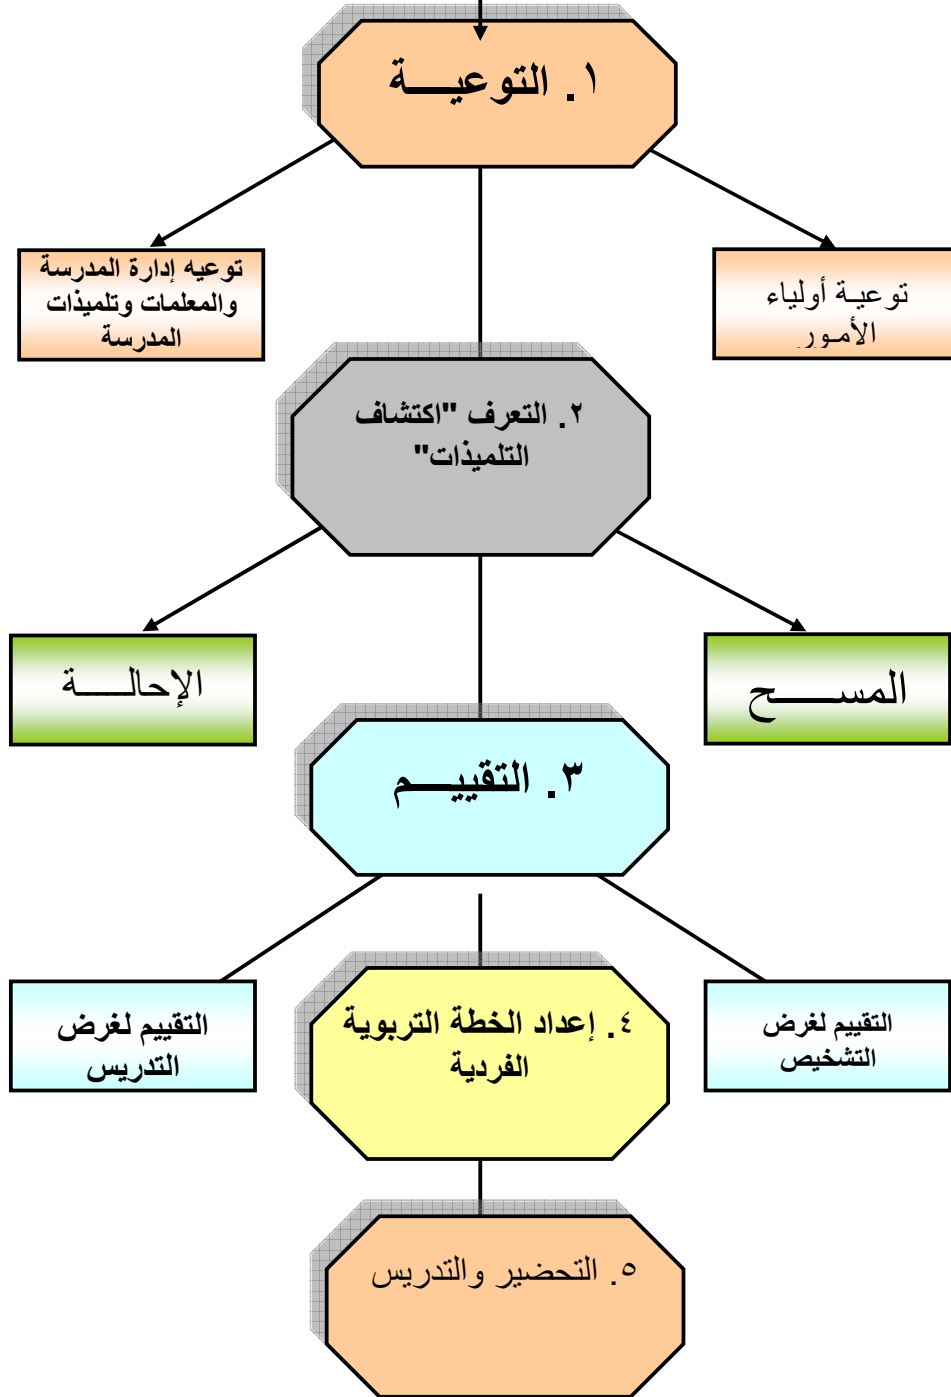 ١. التوعيـــة
توعية أولياء
الأمـور
توعيه إدارة المدرسة
والمعلمات وتلميذات
المدرسة
٢. التعرف "اكتشاف
التلميذات"
المســـح
الإحالـــــة
٣. التقييـــم
التقييم لغرض
التشخيص
التقييم لغرض
التدريس
٤. إعداد الخطة التربوية
الفردية
٥. التحضير والتدريس